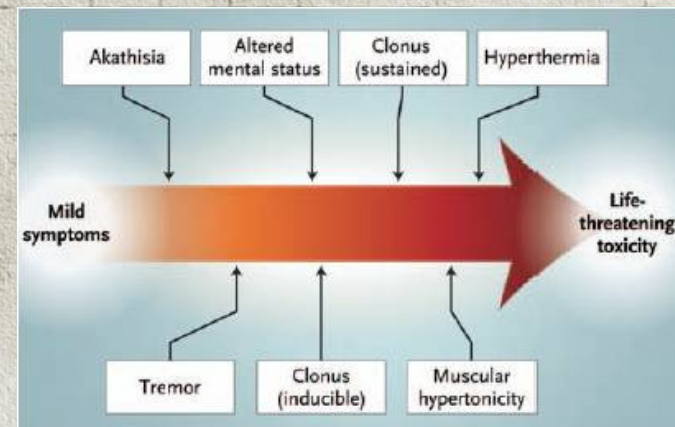 Akathisia
Altered
mental status
Clonus
(sustained)
Hyperthermia
Mild
symptoms
Life-
threatening
toxicity
Tremor
Clonus
(inducible)
Muscular
hypertonicity